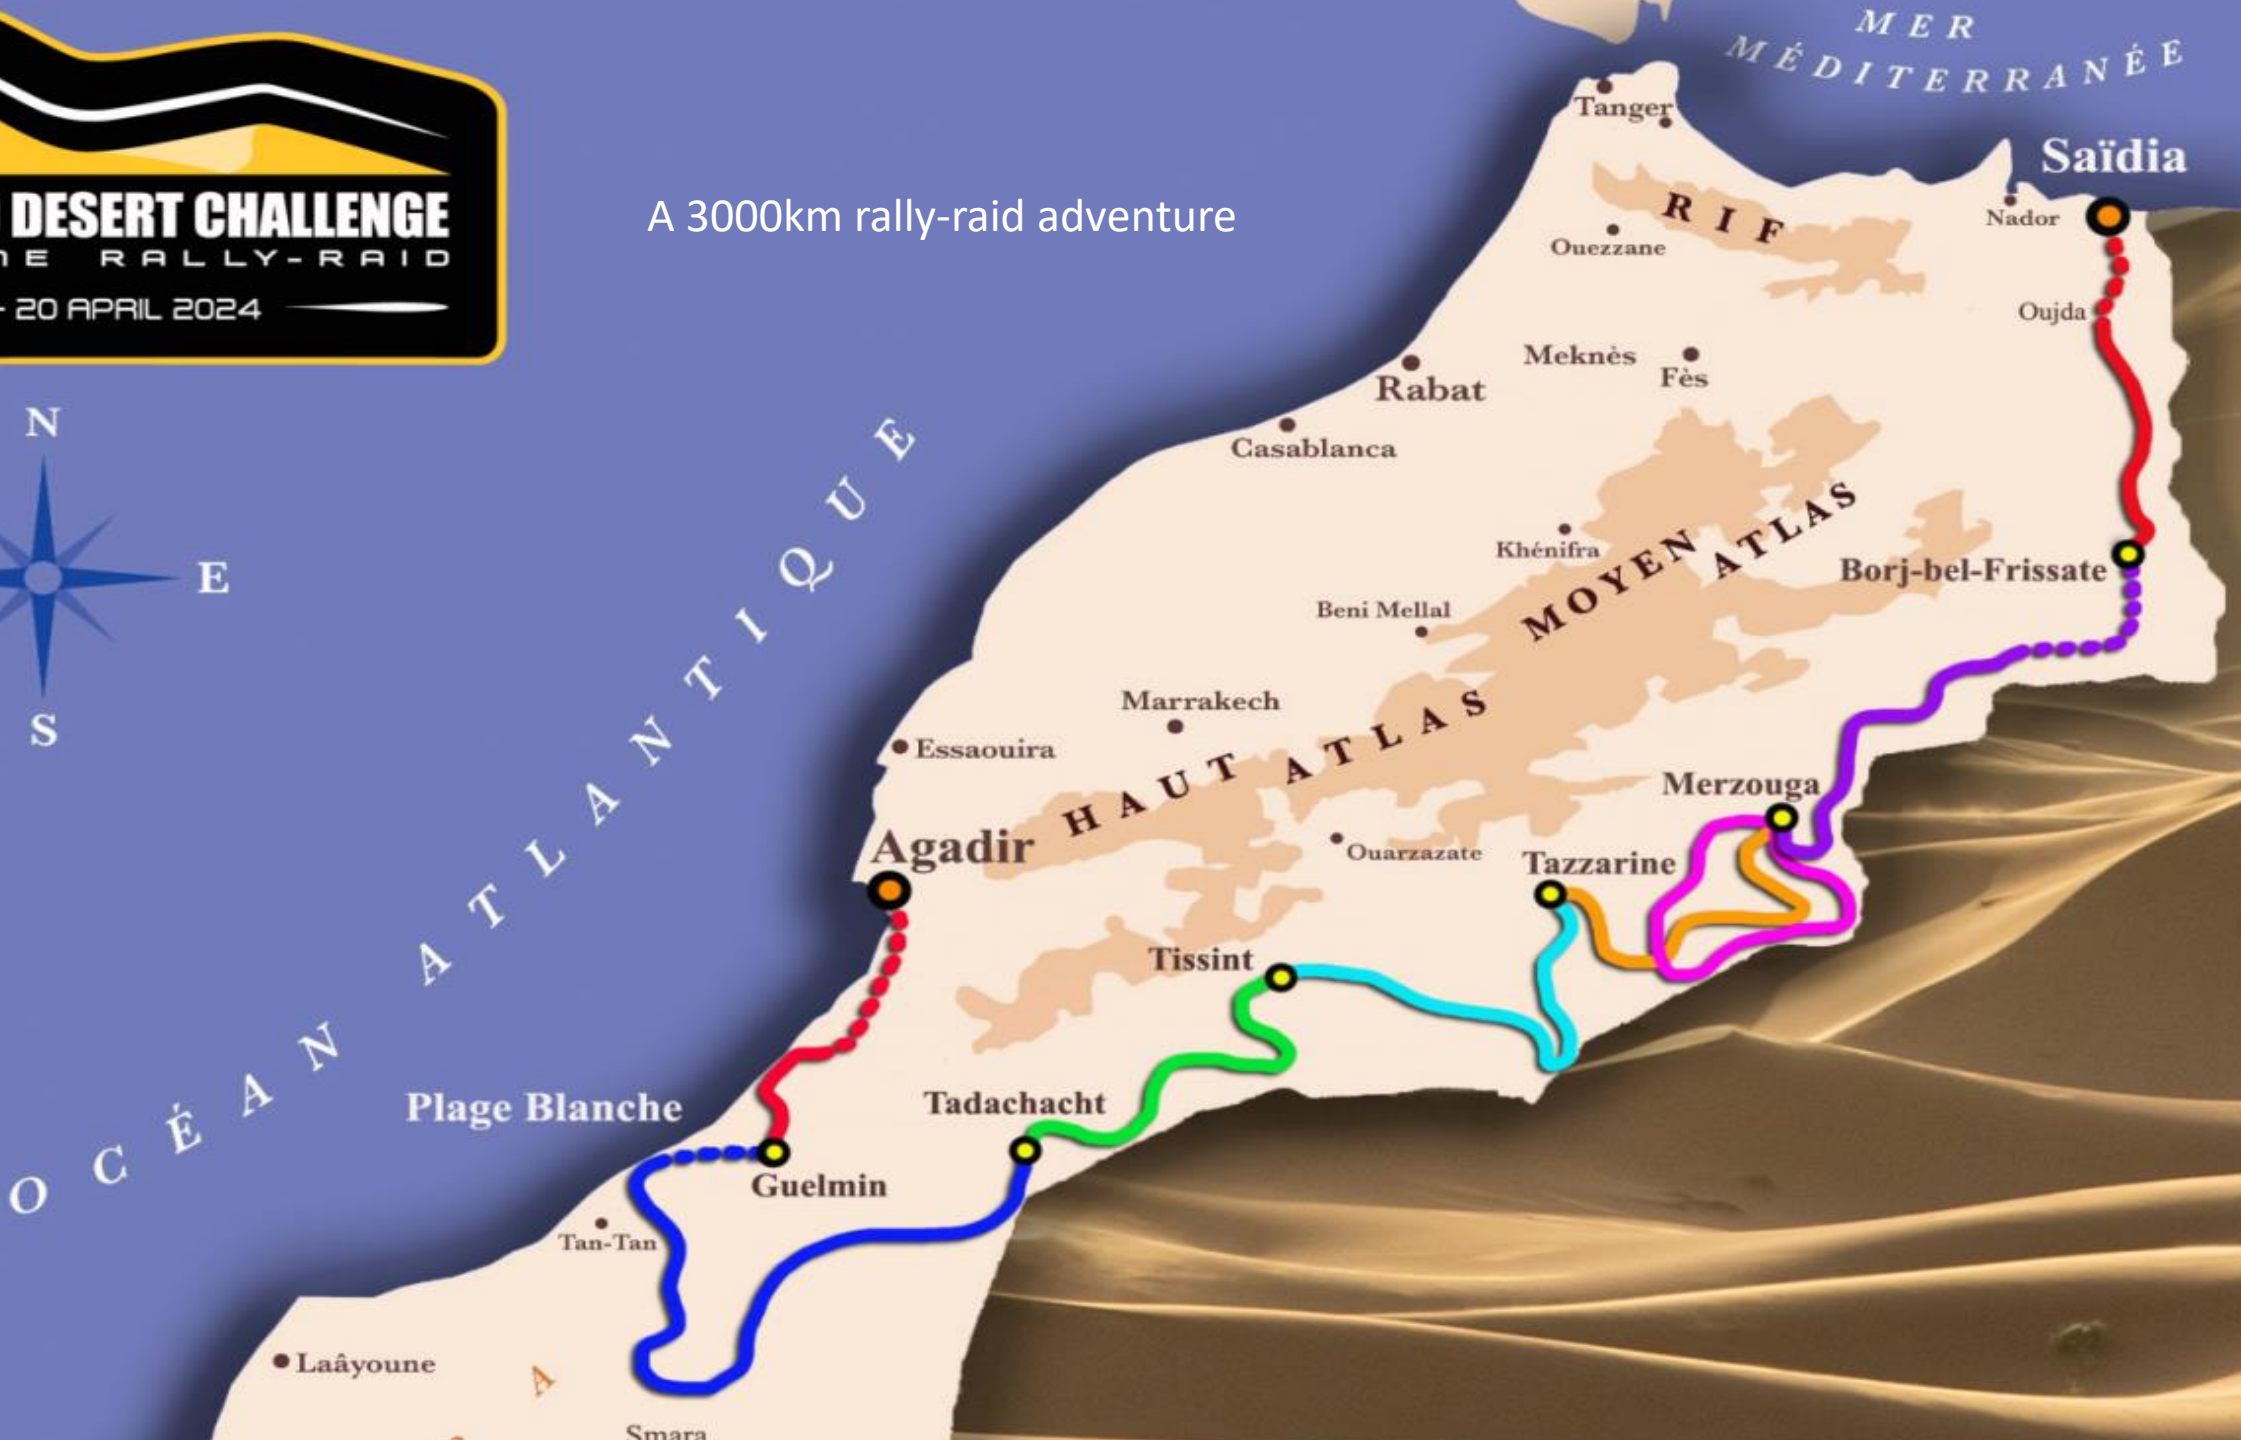 DESERT CHALLENGE
RALLY-RAID
20 APRIL 2024
A 3000km rally-raid adventure
MER
MÉDITERRANÉE
Tanger
Saïdia
RIF
Nador
Ouezzane
Oujda
Meknès
Fès
Rabat
Casablanca
N
E
S
OCÉAN ATLANTIQUE
Khénifra
MOYEN
ATLAS
Borj-bel-Frissate
Beni Mellal
Marrakech
Essaouira
HAUT ATLAS
Merzouga
Agadir
Ouarzazate
Tazzarine
Tissint
Plage Blanche
Tadachacht
Guelmin
Tan-Tan
Laâyoune
A
Smara